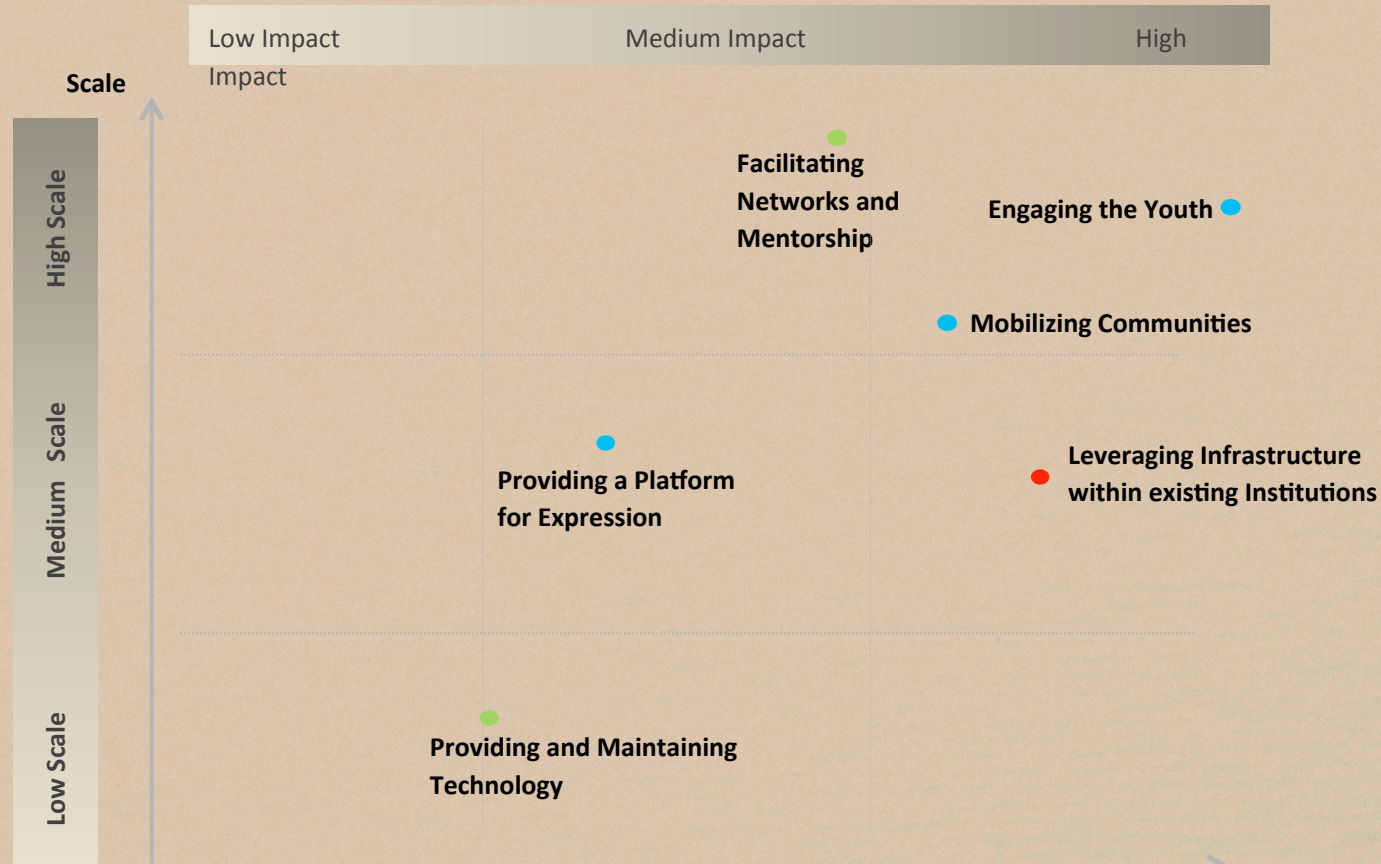 Low Impact Medium Impact High
Impact
Scale
High Scale
Medium Scale
Low Scale
Facilitating
Networks and
Mentorship
Engaging the Youth
Mobilizing Communities
Providing a Platform
for Expression
Leveraging Infrastructure
within existing Institutions
Providing and Maintaining
Technology